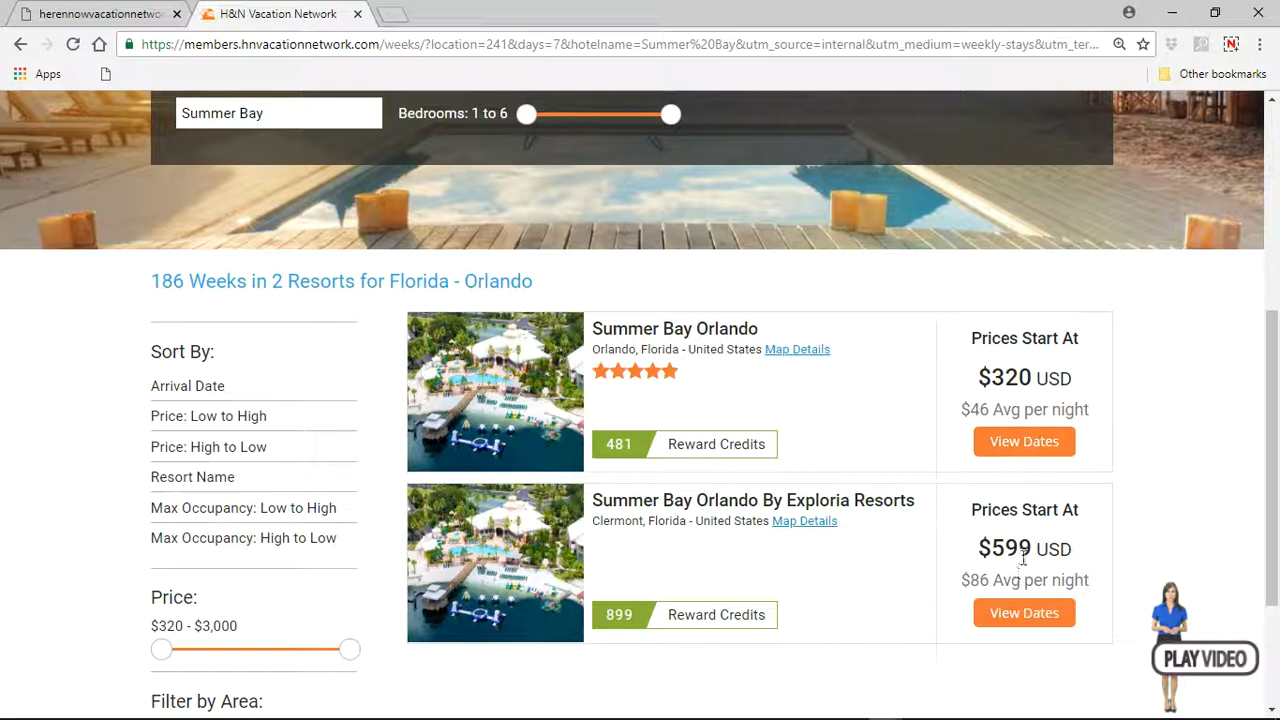 herennowvacationnetwor
H&N Vacation Network
https://members.hnvacationnetwork.com/weeks/?location=241&days=7&hotelname=Summer%20Bay&utm_source=internal&utm_medium=weekly-stays&utm_ter...
Apps
Other bookmarks
Summer Bay
Bedrooms: 1 to 6
186 Weeks in 2 Resorts for Florida - Orlando
Sort By:
Arrival Date
Price: Low to High
Price: High to Low
Resort Name
Max Occupancy: Low to High
Max Occupancy: High to Low
Price:
$320 - $3,000
Filter by Area:
Summer Bay Orlando
Orlando, Florida - United States Map Details
481 Reward Credits
Prices Start At
$320 USD
$46 Avg per night
View Dates
Summer Bay Orlando By Exploria Resorts
Clermont, Florida - United States Map Details
899 Reward Credits
Prices Start At
$599 USD
$86 Avg per night
View Dates
PLAY VIDEO